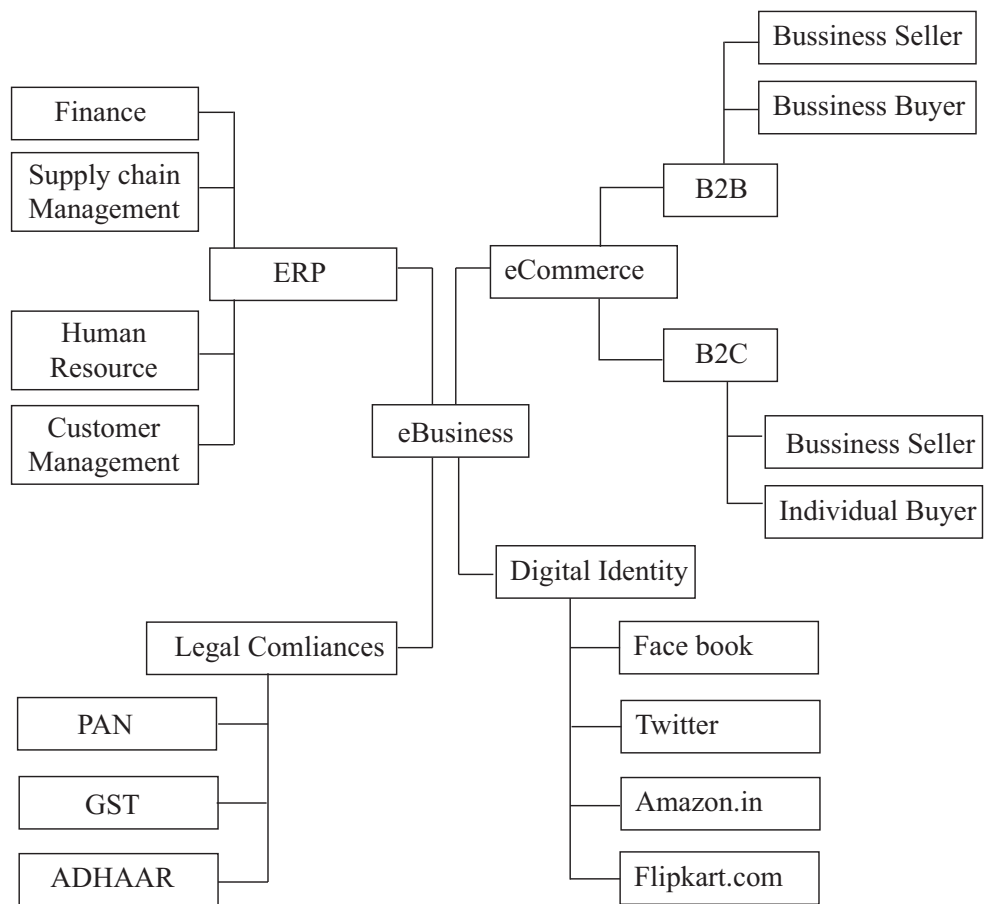 Bussiness Seller
Bussiness Buyer
B2B
Finance
Supply chain
Management
ERP
Human
Resource
Customer
Management
eCommerce
B2C
Bussiness Seller
Individual Buyer
eBusiness
Digital Identity
Face book
Twitter
Amazon.in
Flipkart.com
Legal Comliances
PAN
GST
ADHAAR